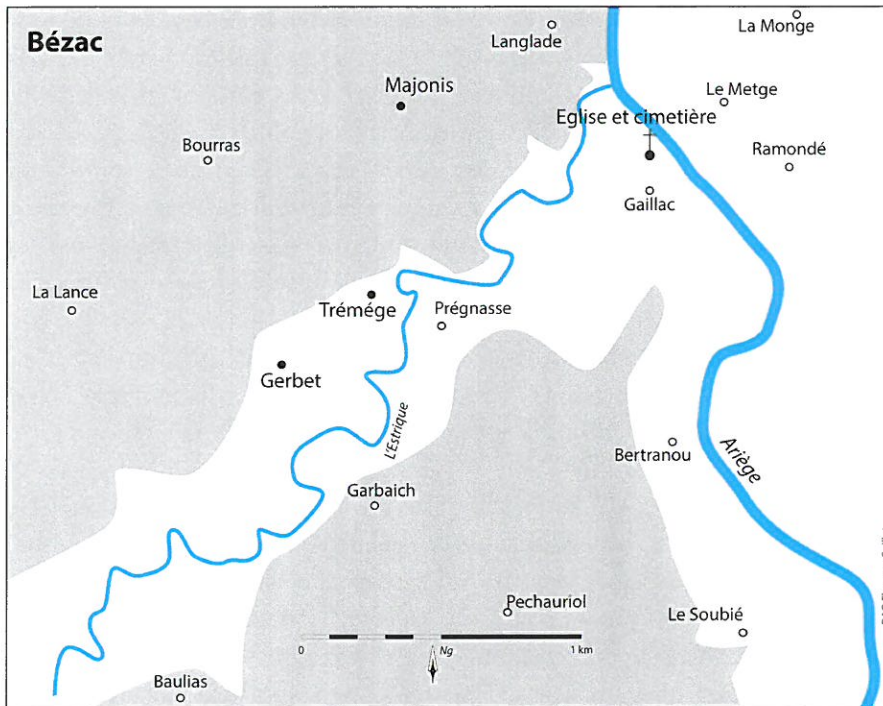 Bézac
La Monge
Langlade
Majonis
Le Metge
Eglise et cimetière
Bourras
Ramondé
Gaillac
La Lance
Trémége
Prégnasse
Gerbet
L'Estrique
Bertranou
Ariège
Garbaich
Pechauriol
Le Soubié
0
Ng
1 km
Baulias